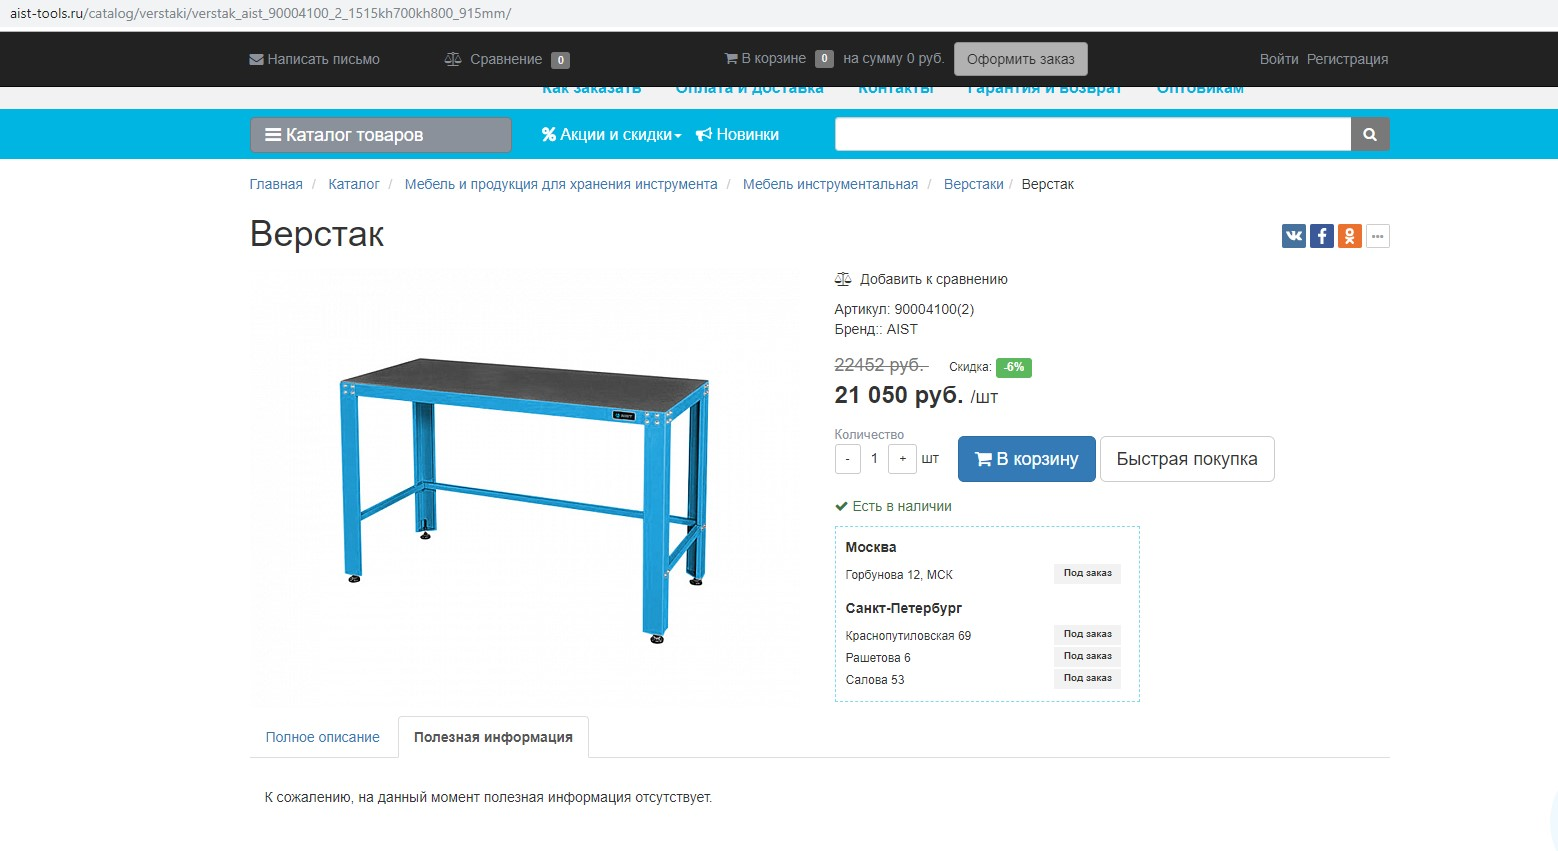 aist-tools.ru/catalog/verstaki/verstak_aist_90004100_2_1515kh700kh800_915mm/
Написать письмо Сравнение 0 В корзине 0 на сумму 0 руб. Оформить заказ Войти Регистрация
Как заказать Оплата и доставка Контакты Гарантия и возврат Оптовикам
Каталог товаров % Акции и скидки Новинки
Главная / Каталог / Мебель и продукция для хранения инструмента / Мебель инструментальная / Верстаки / Верстак
Верстак
Добавить к сравнению
Артикул: 90004100(2)
Бренд:: AIST
22452 руб. Скидка: -6%
21 050 руб. /шт
Количество
- 1 + шт В корзину Быстрая покупка
Есть в наличии
Москва
Горбунова 12, МСК Под заказ
Санкт-Петербург
Краснопутиловская 69 Под заказ
Рашетова 6 Под заказ
Салова 53 Под заказ
Полное описание Полезная информация
К сожалению, на данный момент полезная информация отсутствует.